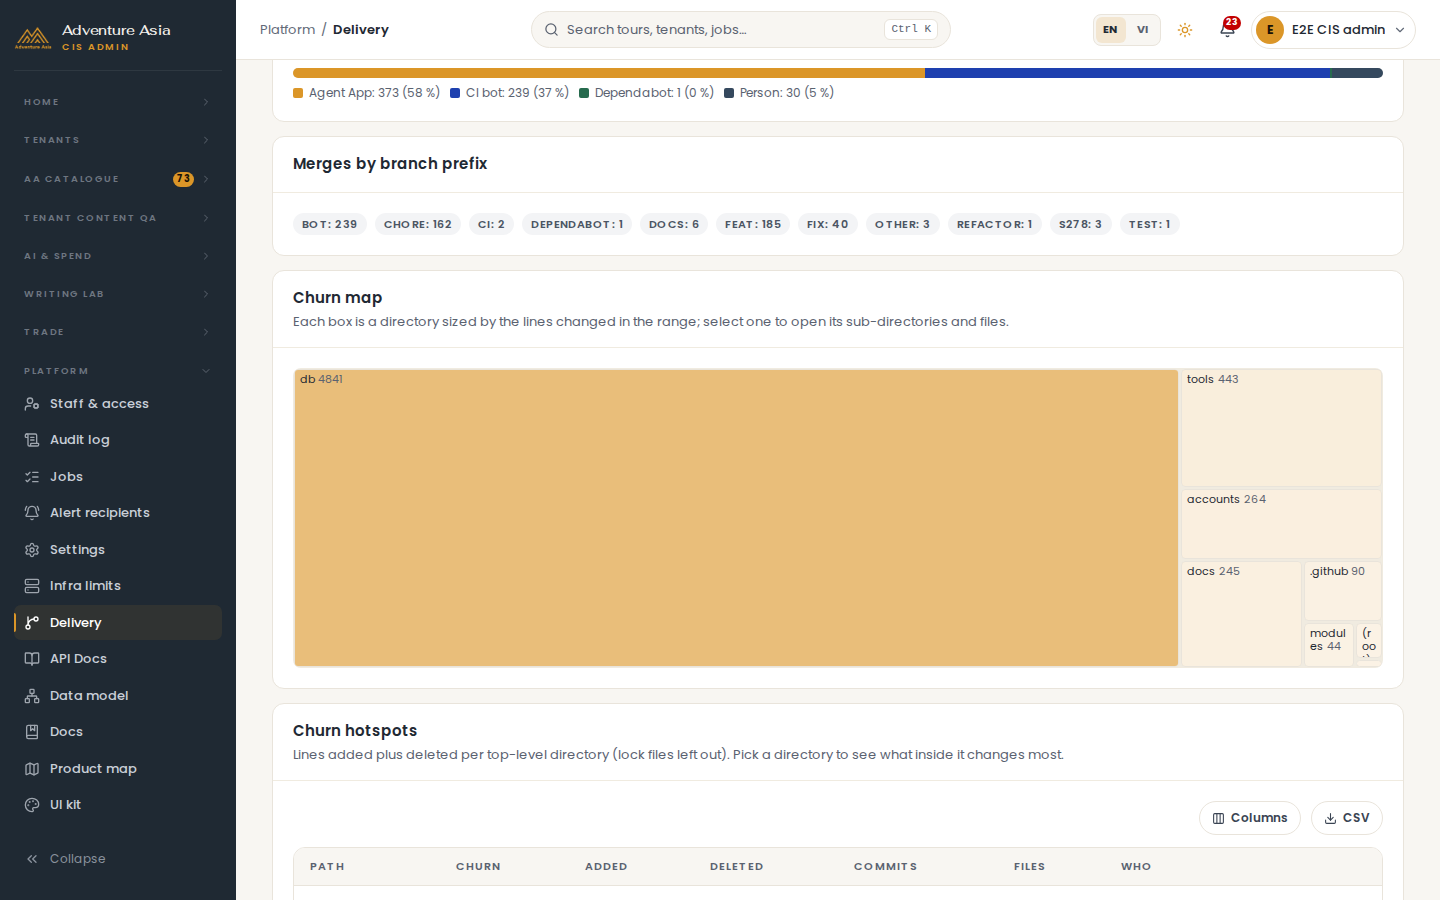 Adventure Asia
CIS ADMIN
Adventure Asia
Platform / Delivery
Search tours, tenants, jobs...
Ctrl K
EN
VI
23
E
E2E CIS admin
HOME
TENANTS
AA CATALOGUE 73
TENANT CONTENT QA
AI & SPEND
WRITING LAB
TRADE
PLATFORM
Staff & access
Audit log
Jobs
Alert recipients
Settings
Infra limits
Delivery
API Docs
Data model
Docs
Product map
UI kit
Collapse
Agent App: 373 (58 %) CI bot: 239 (37 %) Dependabot: 1 (0 %) Person: 30 (5 %)
Merges by branch prefix
BOT: 239 CHORE: 162 CI: 2 DEPENDABOT: 1 DOCS: 6 FEAT: 185 FIX: 40 OTHER: 3 REFACTOR: 1 S278: 3 TEST: 1
Churn map
Each box is a directory sized by the lines changed in the range; select one to open its sub-directories and files.
db 4841
tools 443
accounts 264
docs 245
.github 90
modul
es 44
(r
oo
Churn hotspots
Lines added plus deleted per top-level directory (lock files left out). Pick a directory to see what inside it changes most.
Columns
CSV
PATH CHURN ADDED DELETED COMMITS FILES WHO